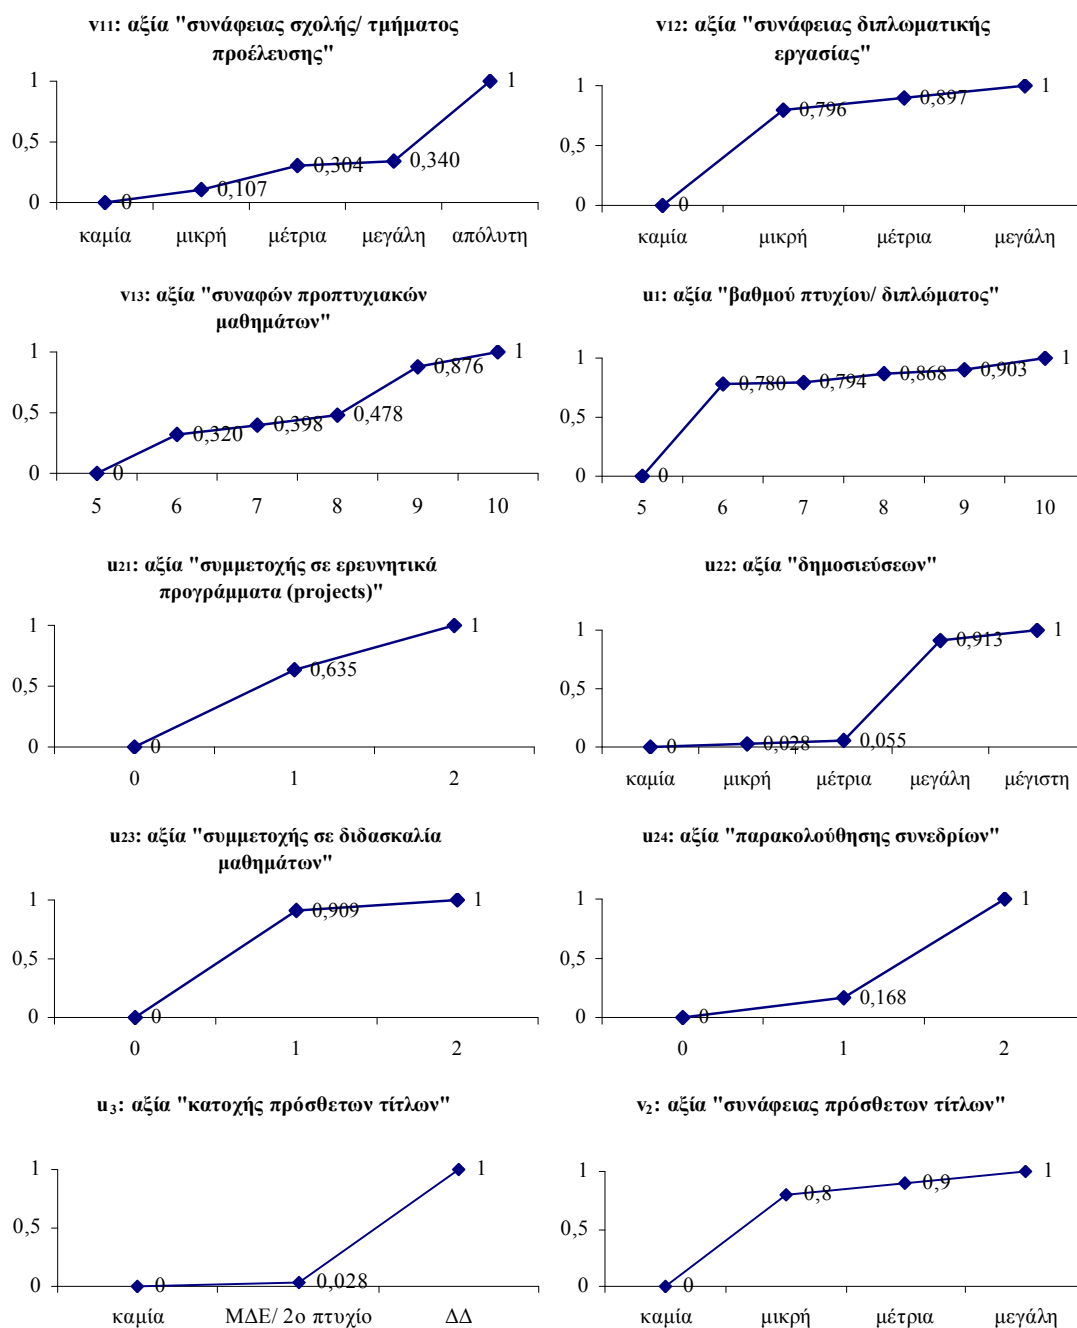 v11: αξία "συνάφειας σχολής/ τμήματος
προέλευσης"
1
0,5
0
0
0,107
0,304
0,340
1
καμία μικρή μέτρια μεγάλη απόλυτη
v12: αξία "συνάφειας διπλωματικής
εργασίας"
1
0,5
0
0
0,796
0,897
1
καμία μικρή μέτρια μεγάλη
v13: αξία "συναφών προπτυχιακών
μαθημάτων"
1
0,5
0
0
0,320
0,398
0,478
0,876
1
5 6 7 8 9 10
u1: αξία "βαθμού πτυχίου/ διπλώματος"
1
0,5
0
0
0,780
0,794
0,868
0,903
1
5 6 7 8 9 10
u21: αξία "συμμετοχής σε ερευνητικά
προγράμματα (projects)"
1
0,5
0
0
0,635
1
0 1 2
u22: αξία "δημοσιεύσεων"
1
0,5
0
0
0,028
0,055
0,913
1
καμία μικρή μέτρια μεγάλη μέγιστη
u23: αξία "συμμετοχής σε διδασκαλία
μαθημάτων"
1
0,5
0
0
0,909
1
0 1 2
u24: αξία "παρακολούθησης συνεδρίων"
1
0,5
0
0
0,168
1
0 1 2
u3: αξία "κατοχής πρόσθετων τίτλων"
1
0,5
0
0
0,028
1
καμία ΜΔΕ/ 2ο πτυχίο ΔΔ
v2: αξία "συνάφειας πρόσθετων τίτλων"
1
0,5
0
0
0,8
0,9
1
καμία μικρή μέτρια μεγάλη